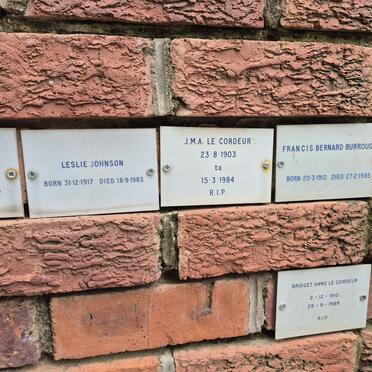 LESLIE JOHNSON
BORN 31·12·1917 DIED 18·9·1983
J.M.A. LE CORDEUR
23·8·1903
to
15·3·1984
R.I.P.
FRANCIS BERNARD
BORN 20·3·1910 DIED 27·2·1985
BRIDGET ANNE LE CORDEUR
2-12-1910
29-5-1989
R.I.P